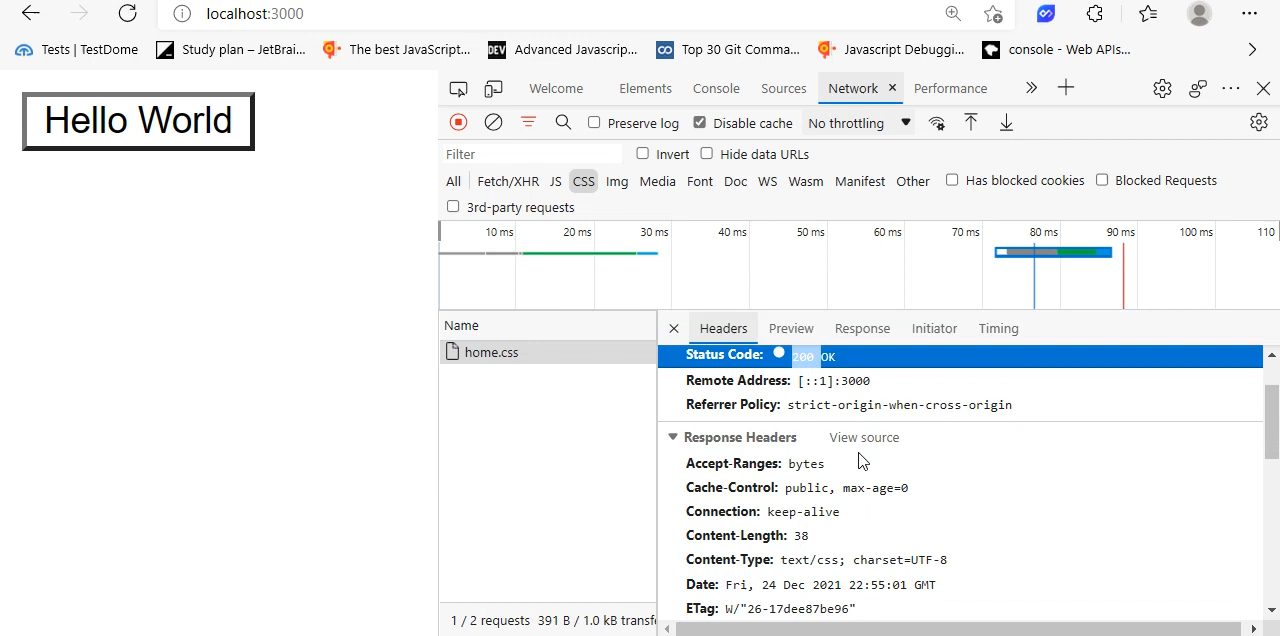 localhost:3000
Tests | TestDome Study plan – JetBrai... The best JavaScript... DEV Advanced Javascrip... Top 30 Git Comma... Javascript Debuggi... console - Web APIs...
Hello World
Welcome Elements Console Sources Network Performance
Preserve log Disable cache No throttling
Filter Invert Hide data URLs
All Fetch/XHR JS CSS Img Media Font Doc WS Wasm Manifest Other Has blocked cookies Blocked Requests
3rd-party requests
10 ms 20 ms 30 ms 40 ms 50 ms 60 ms 70 ms 80 ms 90 ms 100 ms 110
Name
home.css
1 / 2 requests 391 B / 1.0 kB transfe
Headers Preview Response Initiator Timing
Status Code: 200 OK
Remote Address: [::1]:3000
Referrer Policy: strict-origin-when-cross-origin
Response Headers View source
Accept-Ranges: bytes
Cache-Control: public, max-age=0
Connection: keep-alive
Content-Length: 38
Content-Type: text/css; charset=UTF-8
Date: Fri, 24 Dec 2021 22:55:01 GMT
ETag: W/"26-17dee87be96"